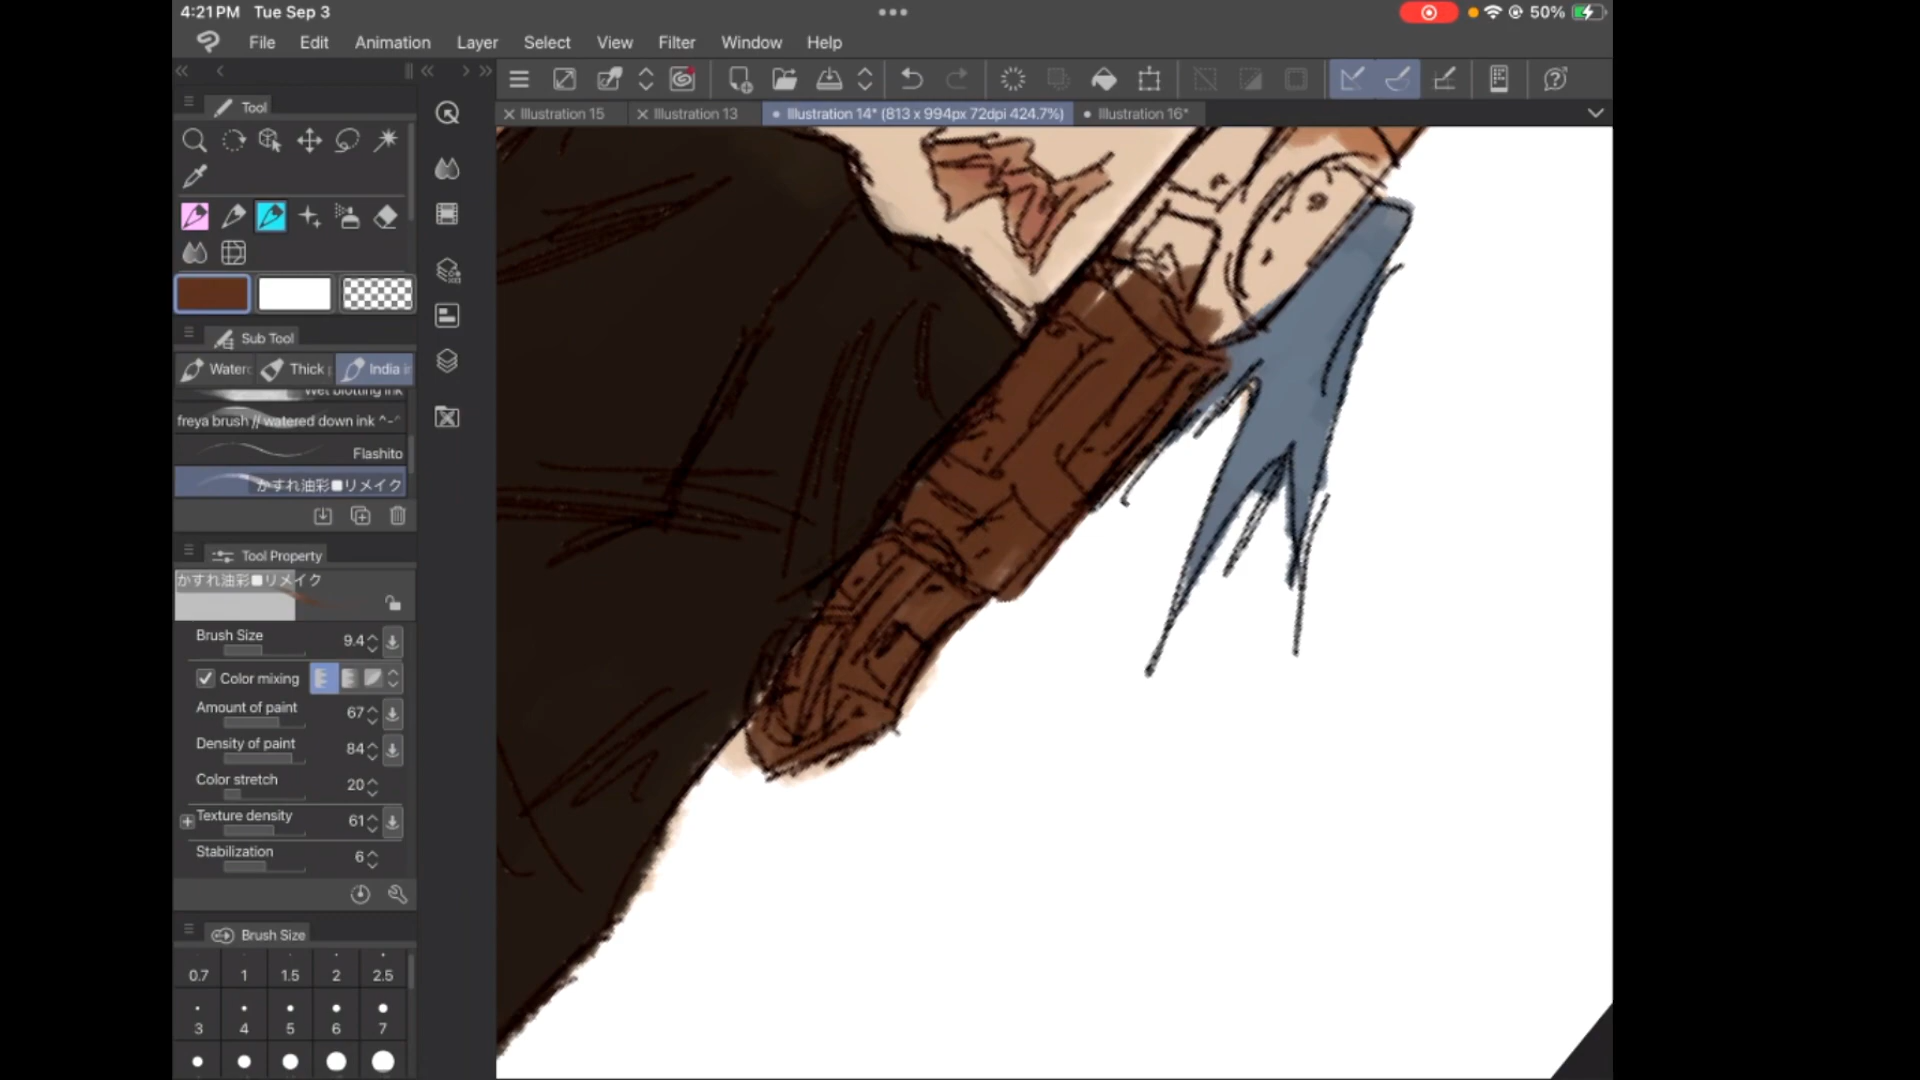 4:21 PM Tue Sep 3
50%
File Edit Animation Layer Select View Filter Window Help
Tool
Illustration 15
Illustration 13
Illustration 14* (813 x 994px 72dpi 424.7%)
Illustration 16*
Sub Tool
Waterc
Thick
India in
Wet blotting ink
freya brush // watered down ink ^-^
Flashito
かすれ油彩■リメイク
Tool Property
かすれ油彩■リメイク
Brush Size 9.4
Color mixing
Amount of paint 67
Density of paint 84
Color stretch 20
Texture density 61
Stabilization 6
Brush Size
0.7 1 1.5 2 2.5
3 4 5 6 7